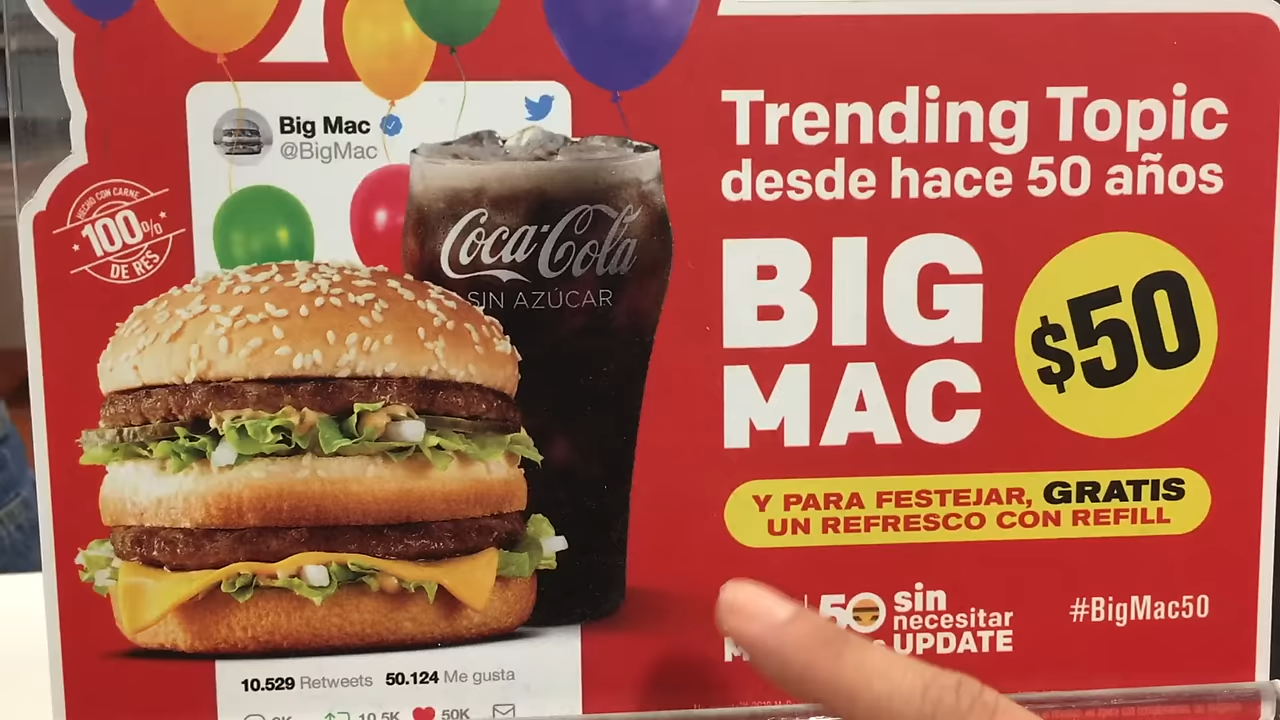 Big Mac
@BigMac
HECHO CON CARNE
100%
DE RES
Coca-Cola
SIN AZÚCAR
Trending Topic
desde hace 50 años
BIG
MAC
$50
Y PARA FESTEJAR, GRATIS
UN REFRESCO CON REFILL
50
sin
necesitar
UPDATE
#BigMac50
10.529 Retweets 50.124 Me gusta
10.5K 50K